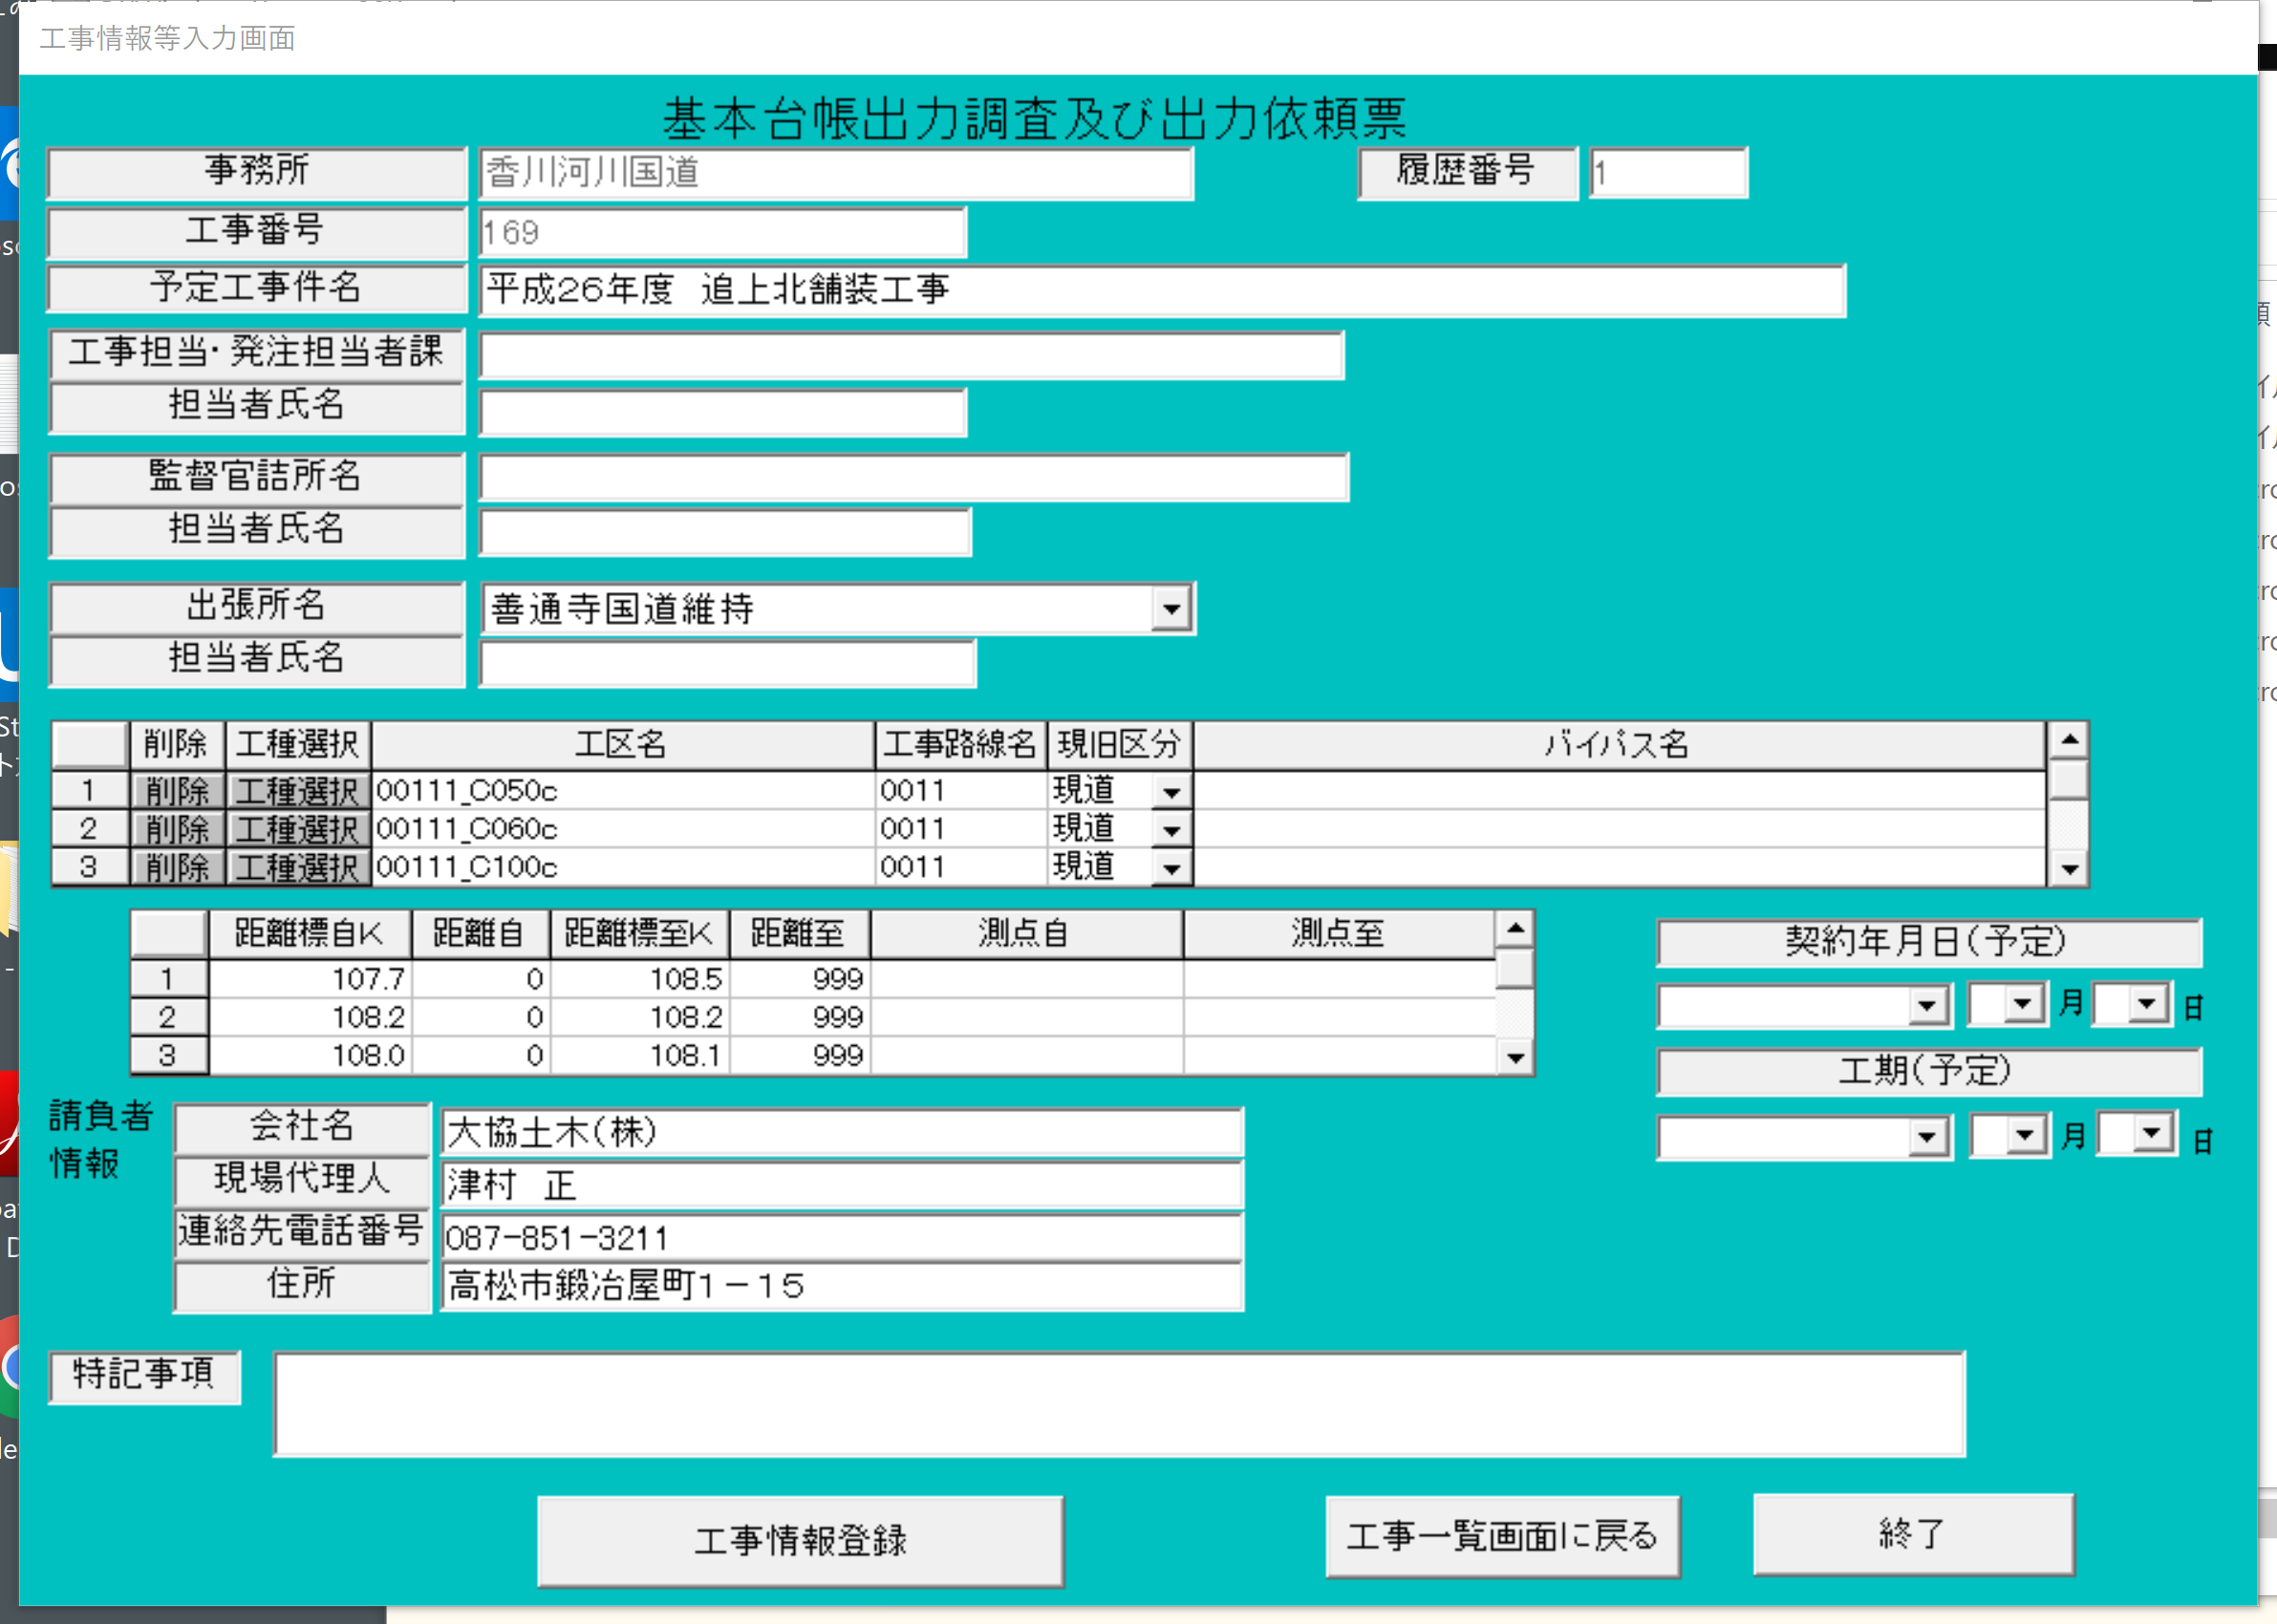 工事情報等入力画面
基本台帳出力調査及び出力依頼票
事務所 香川河川国道 履歴番号 1
工事番号 169
予定工事件名 平成26年度　追上北舗装工事
工事担当・発注担当者課
担当者氏名
監督官詰所名
担当者氏名
出張所名 善通寺国道維持
担当者氏名
削除 工種選択 工区名 工事路線名 現旧区分 バイパス名
1 削除 工種選択 00111_C050c 0011 現道
2 削除 工種選択 00111_C060c 0011 現道
3 削除 工種選択 00111_C100c 0011 現道
距離標自K 距離自 距離標至K 距離至 測点自 測点至
1 107.7 0 108.5 999
2 108.2 0 108.2 999
3 108.0 0 108.1 999
契約年月日(予定)
月 日
工期(予定)
月 日
請負者
情報
会社名 大協土木(株)
現場代理人 津村　正
連絡先電話番号 087-851-3211
住所 高松市鍛冶屋町1－15
特記事項
工事情報登録 工事一覧画面に戻る 終了